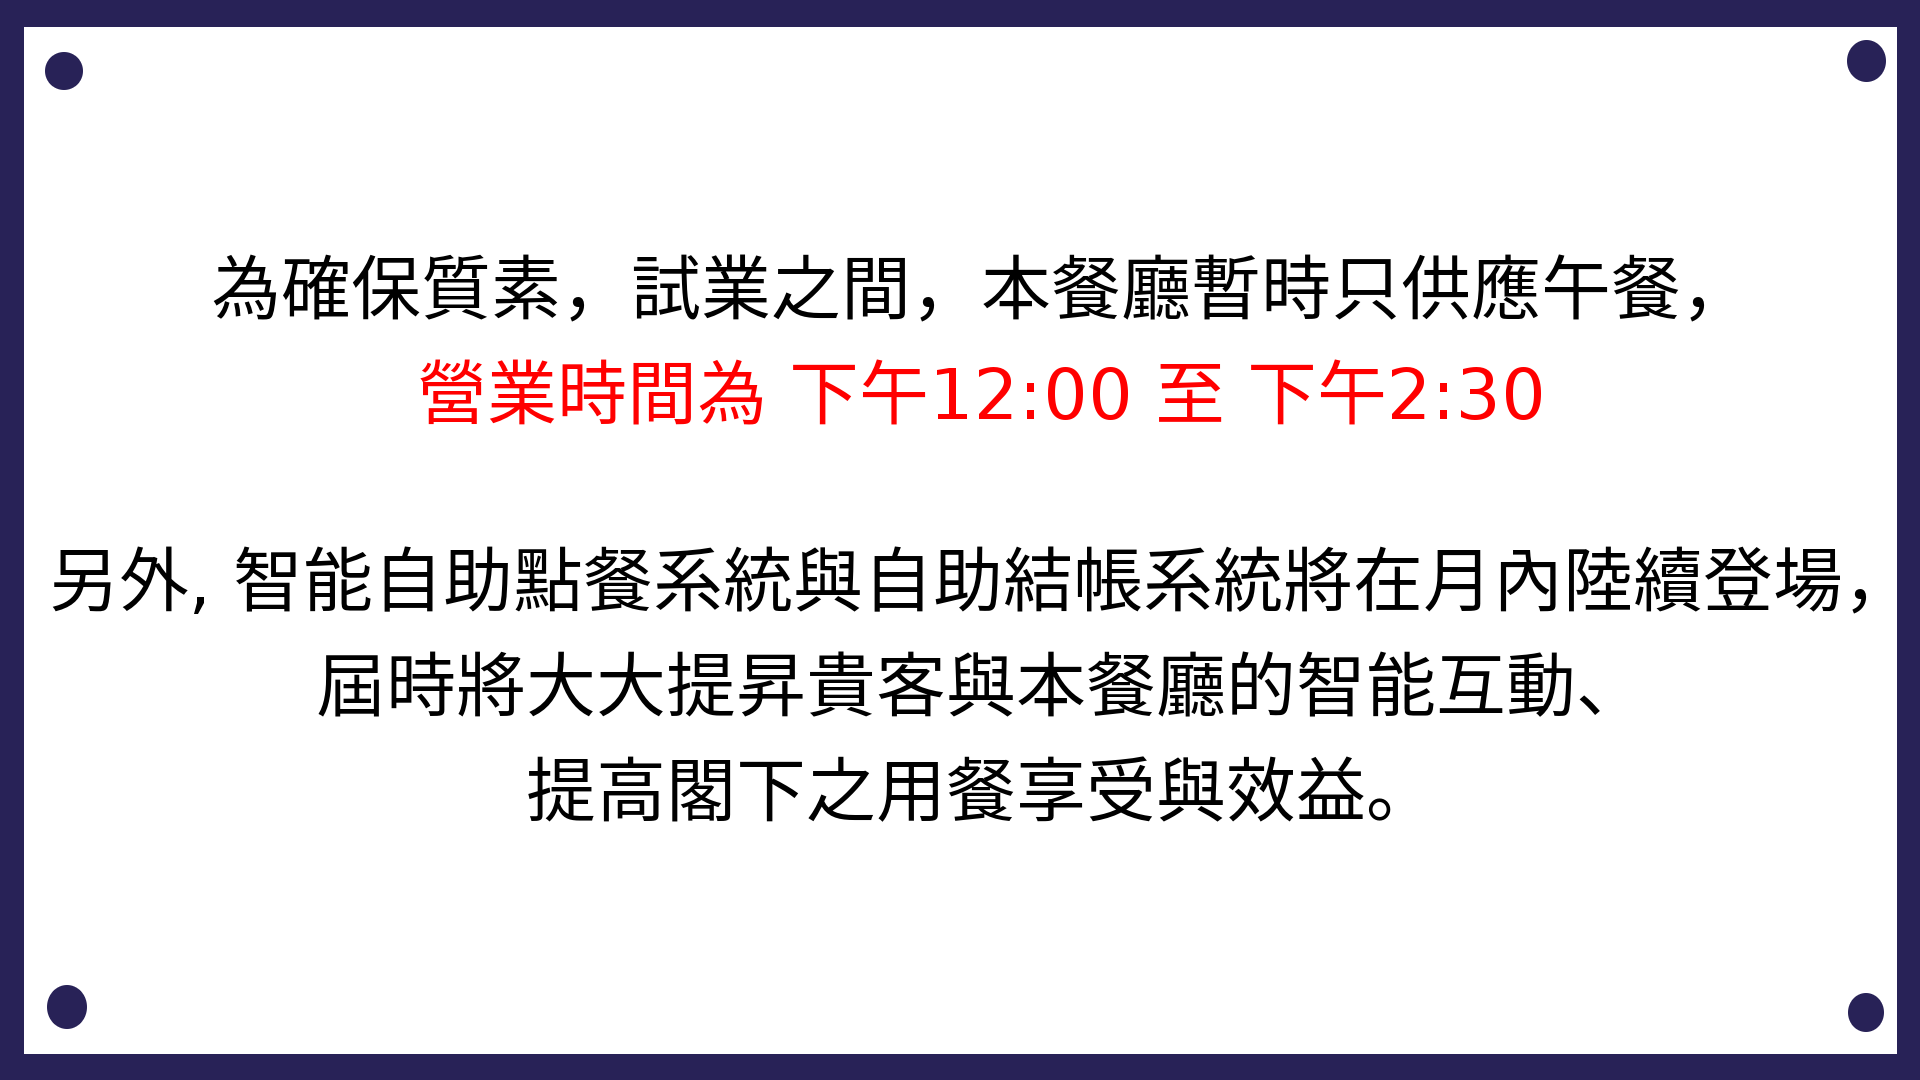 為確保質素，試業之間，本餐廳暫時只供應午餐，
營業時間為 下午12:00 至 下午2:30
另外, 智能自助點餐系統與自助結帳系統將在月內陸續登場，
屆時將大大提昇貴客與本餐廳的智能互動、
提高閣下之用餐享受與效益。